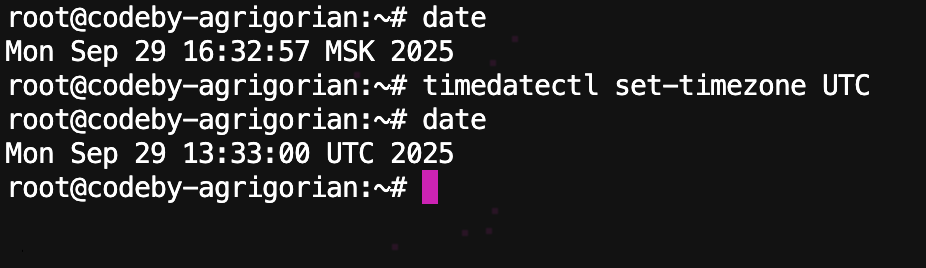 root@codeby-agrigorian:~# date
Mon Sep 29 16:32:57 MSK 2025
root@codeby-agrigorian:~# timedatectl set-timezone UTC
root@codeby-agrigorian:~# date
Mon Sep 29 13:33:00 UTC 2025
root@codeby-agrigorian:~#